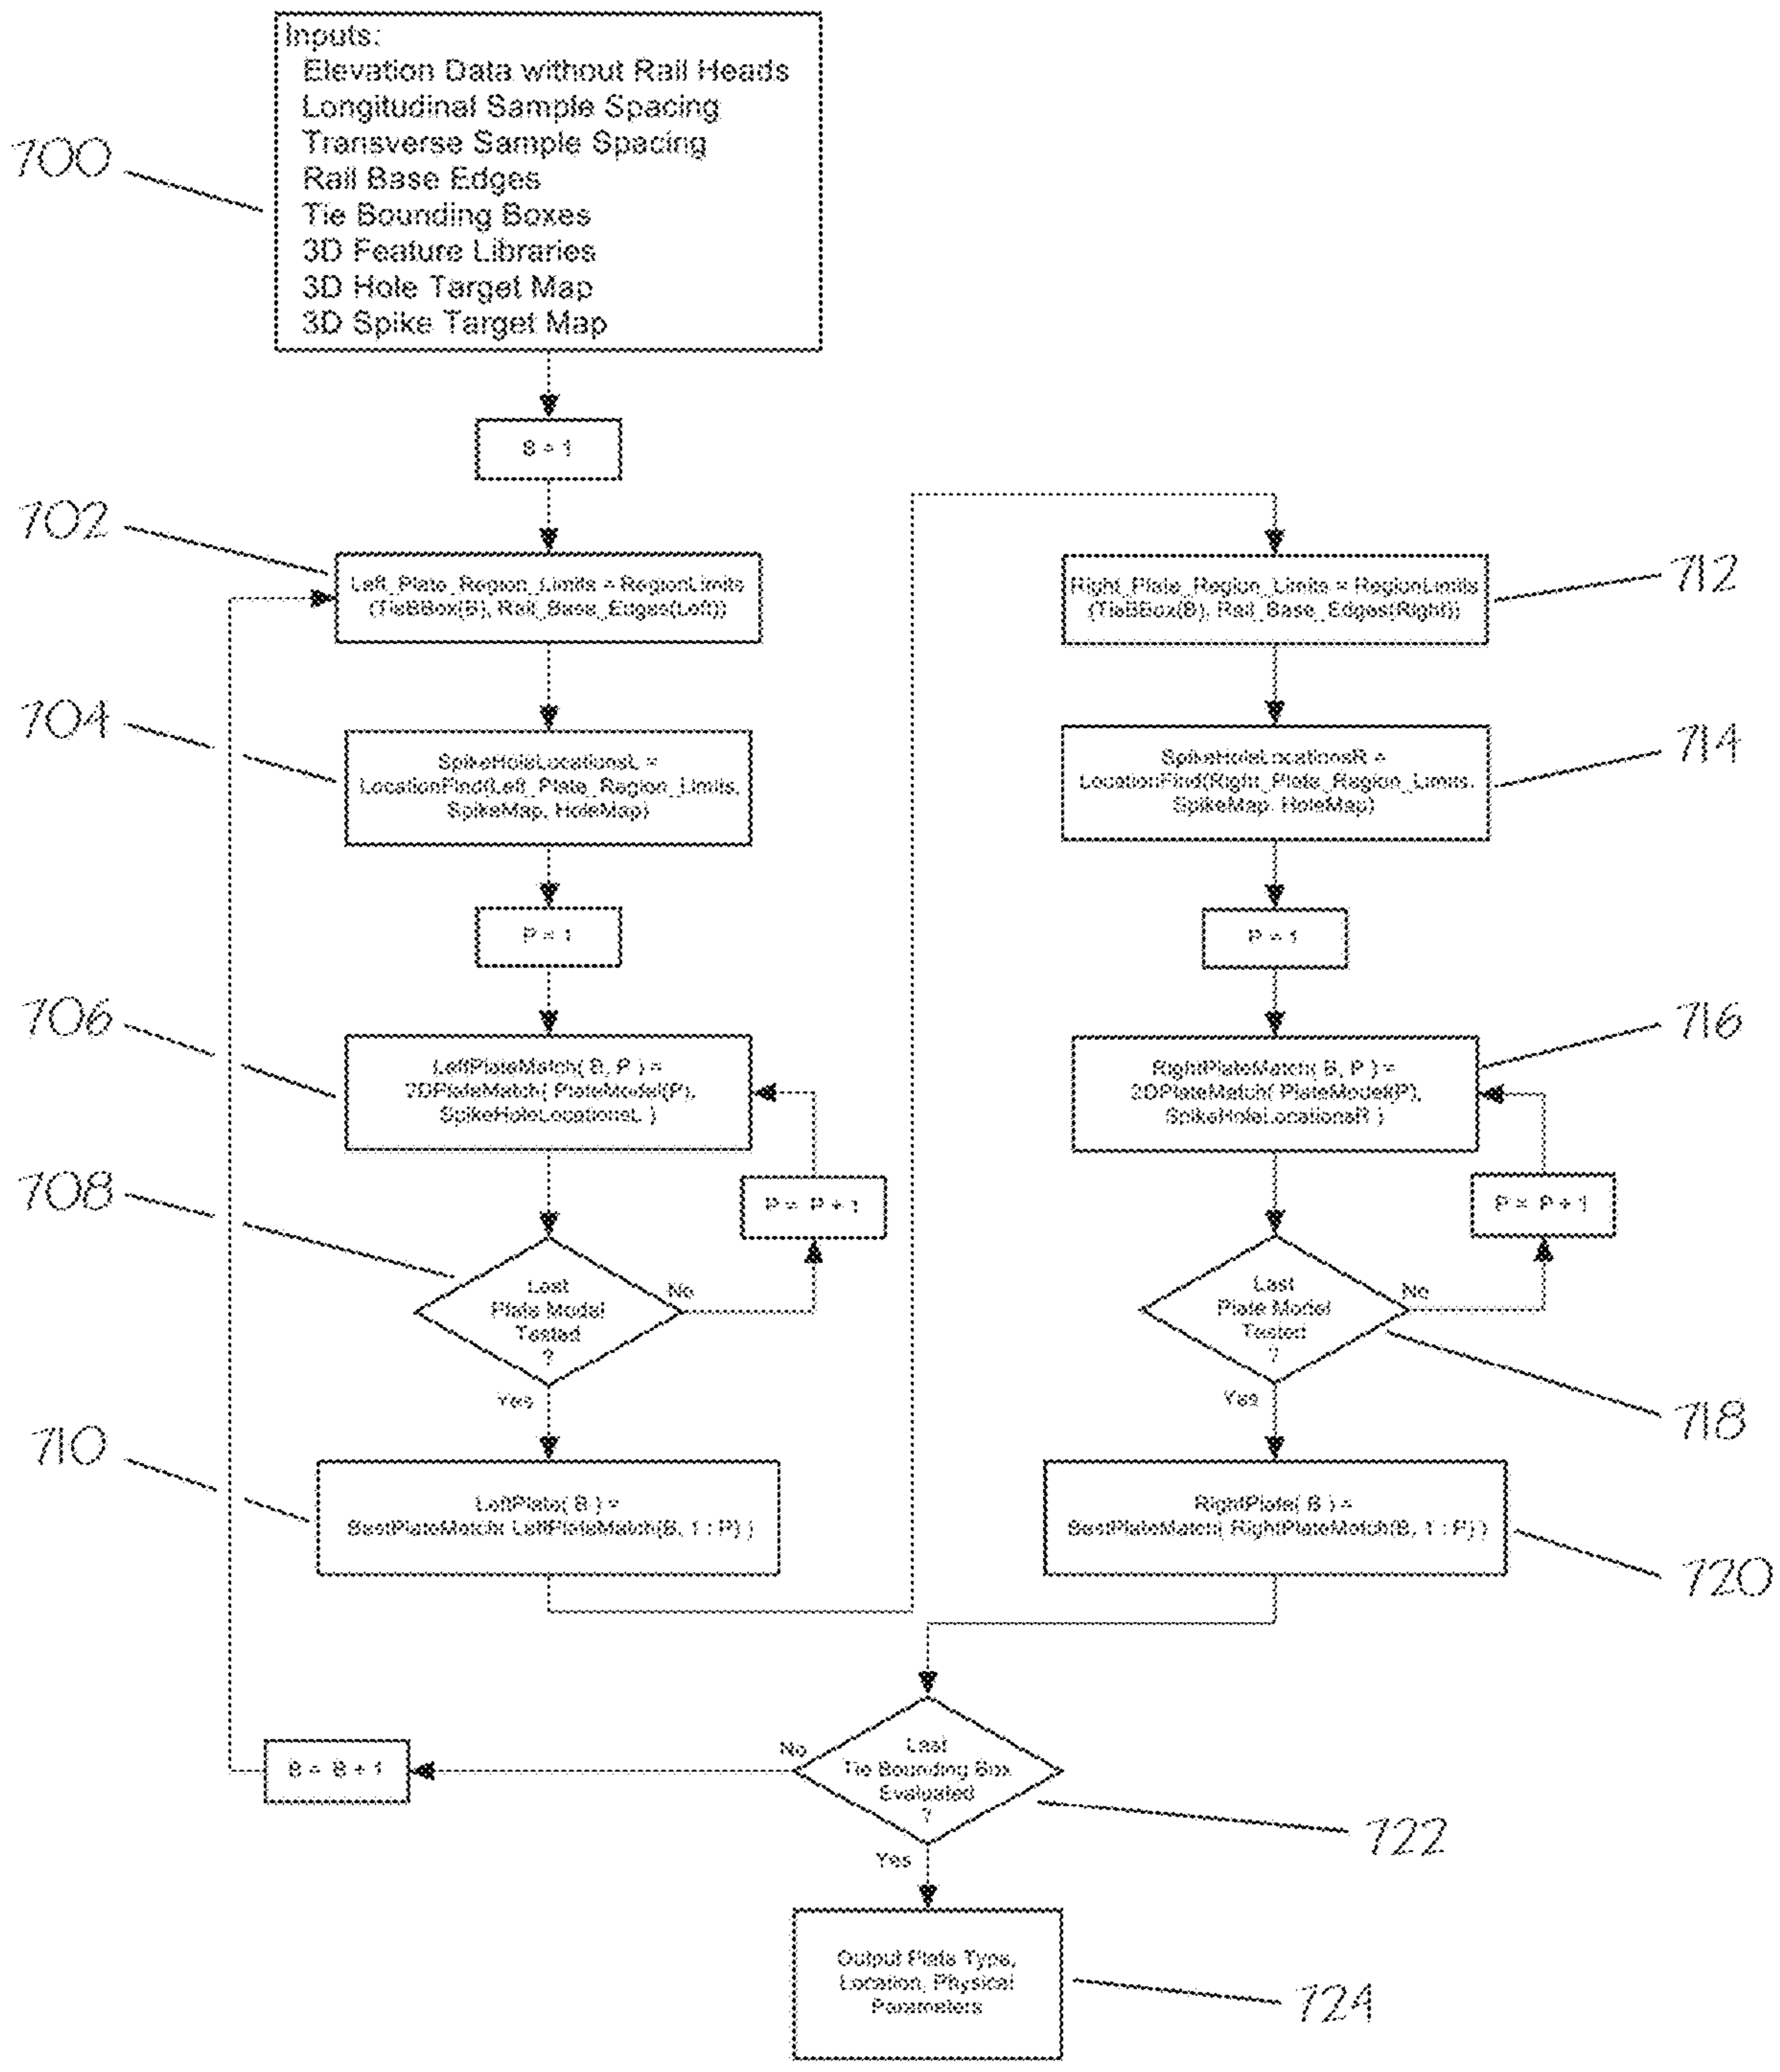 Inputs:
Elevation Data without Rail Heads
Longitudinal Sample Spacing
Transverse Sample Spacing
Rail Base Edges
Tie Bounding Boxes
3D Feature Libraries
3D Hole Target Map
3D Spike Target Map
700
B = 1
702
Left_Plate_Region_Limits = RegionLimits
(TieBBox(B), Rail_Base_Edges(Left))
704
SpikeHoleLocationsL =
LocationFind(Left_Plate_Region_Limits,
SpikeMap, HoleMap)
P = 1
706
LeftPlateMatch( B, P ) =
2DPlateMatch( PlateModel(P),
SpikeHoleLocationsL )
P = P + 1
708
Last
Plate Model
Tested
?
No
Yes
710
LeftPlate( B ) =
BestPlateMatch( LeftPlateMatch(B, 1 : P) )
Right_Plate_Region_Limits = RegionLimits
(TieBBox(B), Rail_Base_Edges(Right))
712
SpikeHoleLocationsR =
LocationFind(Right_Plate_Region_Limits,
SpikeMap, HoleMap)
714
P = 1
RightPlateMatch( B, P ) =
2DPlateMatch( PlateModel(P),
SpikeHoleLocationsR )
716
P = P + 1
Last
Plate Model
Tested
?
No
Yes
718
RightPlate( B ) =
BestPlateMatch( RightPlateMatch(B, 1 : P) )
720
B = B + 1
No
Last
Tie Bounding Box
Evaluated
?
722
Yes
Output Plate Type,
Location, Physical
Parameters
724